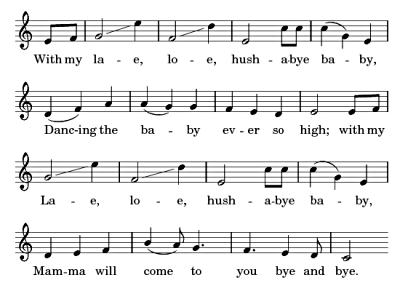 With my la - e, lo - e, hush - a-bye ba - by,
Danc-ing the ba - by ev - er so high; with my
La - e, lo - e, hush - a-bye ba - by,
Mam-ma will come to you bye and bye.